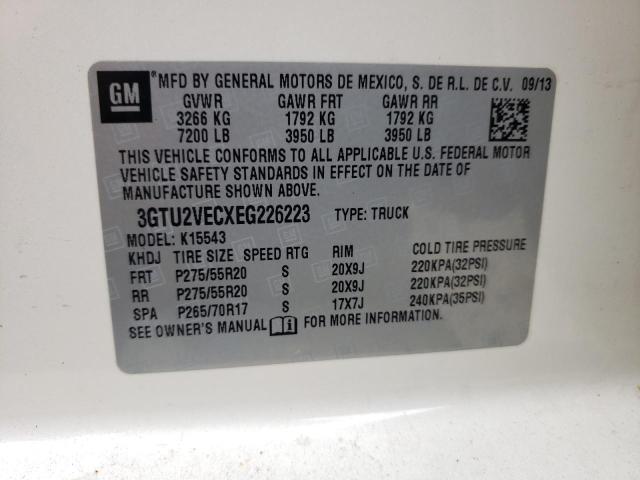 GM
® MFD BY GENERAL MOTORS DE MEXICO, S. DE R.L. DE C.V. 09/13
GVWR GAWR FRT GAWR RR
3266 KG 1792 KG 1792 KG
7200 LB 3950 LB 3950 LB
THIS VEHICLE CONFORMS TO ALL APPLICABLE U.S. FEDERAL MOTOR
VEHICLE SAFETY STANDARDS IN EFFECT ON THE DATE OF
MANUFACTURE SHOWN ABOVE.
3GTU2VECXEG226223 TYPE: TRUCK
MODEL: K15543
KHDJ TIRE SIZE SPEED RTG RIM COLD TIRE PRESSURE
FRT P275/55R20 S 20X9J 220KPA(32PSI)
RR P275/55R20 S 20X9J 220KPA(32PSI)
SPA P265/70R17 S 17X7J 240KPA(35PSI)
SEE OWNER'S MANUAL i FOR MORE INFORMATION.